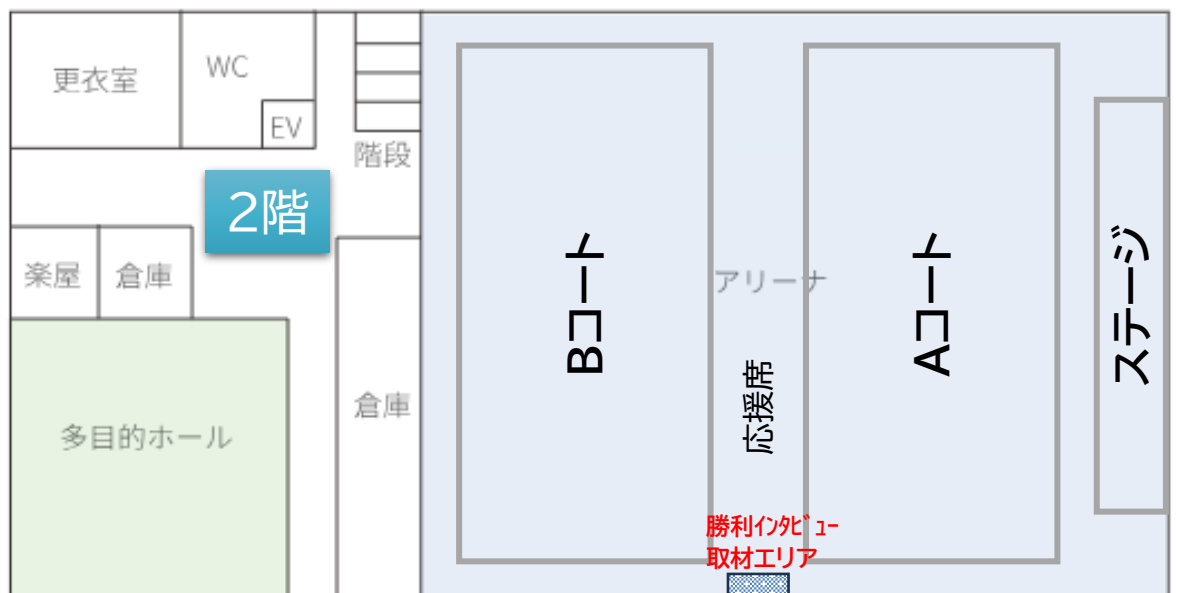 更衣室
WC
EV
階段
2階
楽屋
倉庫
多目的ホール
倉庫
Bコート
アリーナ
応援席
Aコート
ステージ
勝利ｲﾝﾀﾋﾞｭｰ
取材エリア